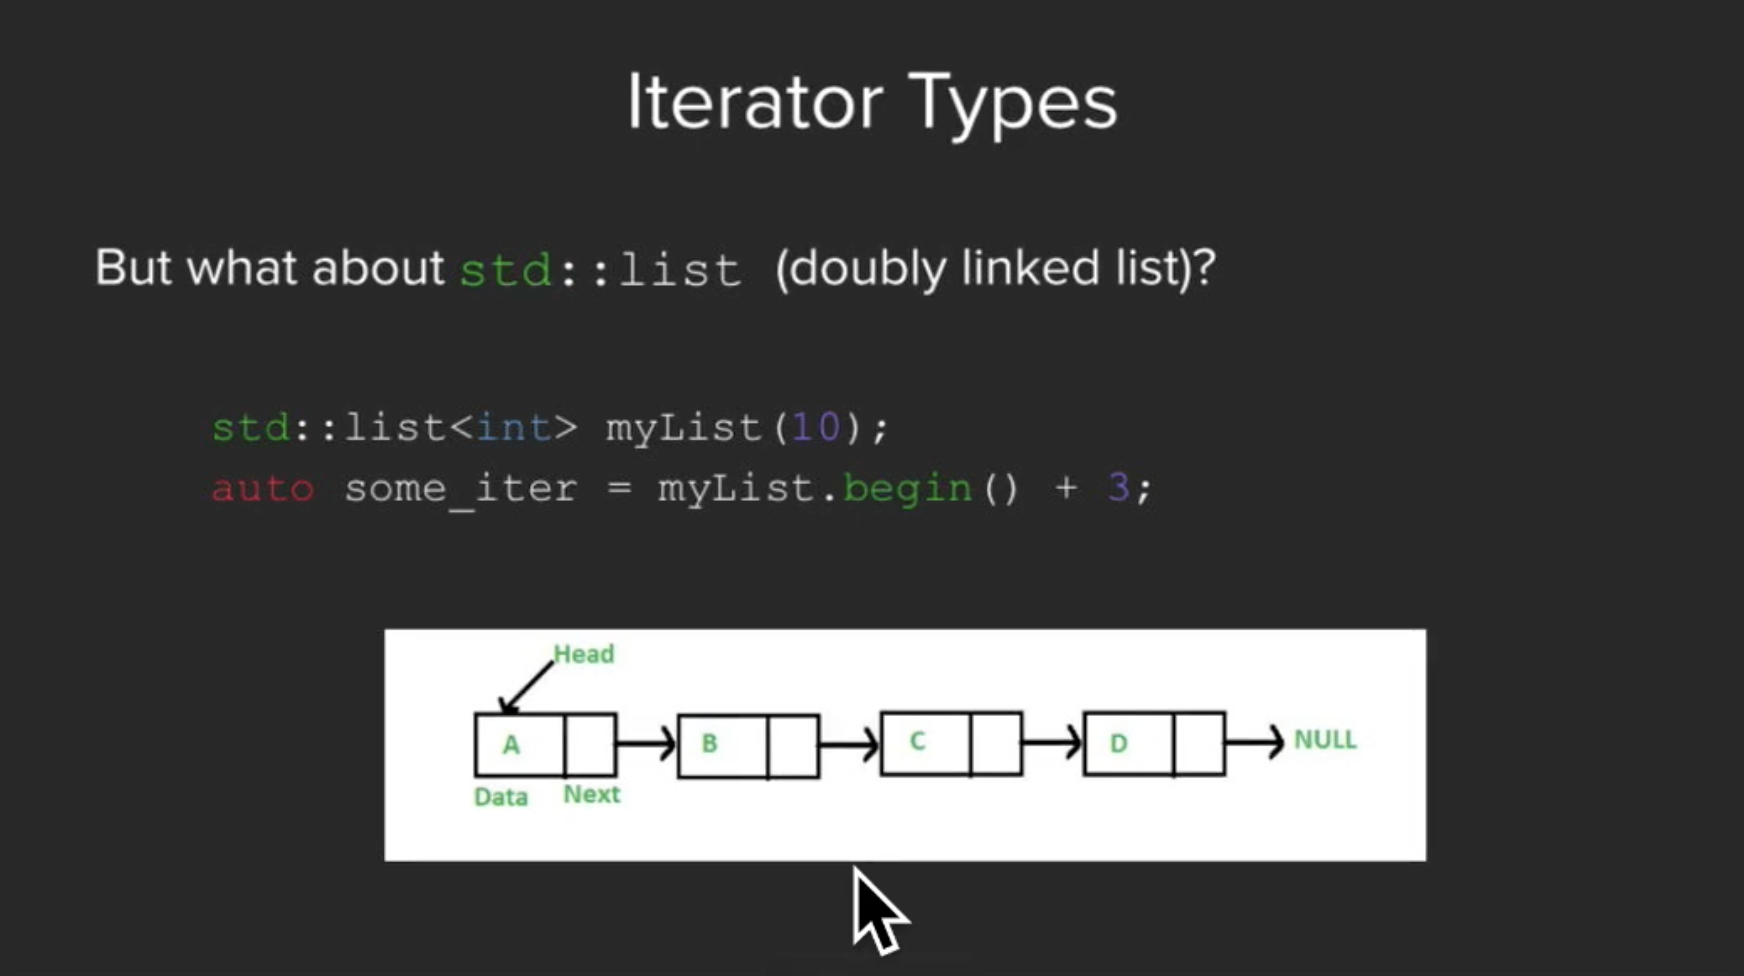 Iterator Types
But what about std::list (doubly linked list)?
std::list<int> myList(10);
auto some_iter = myList.begin() + 3;
Head
A B C D NULL
Data Next